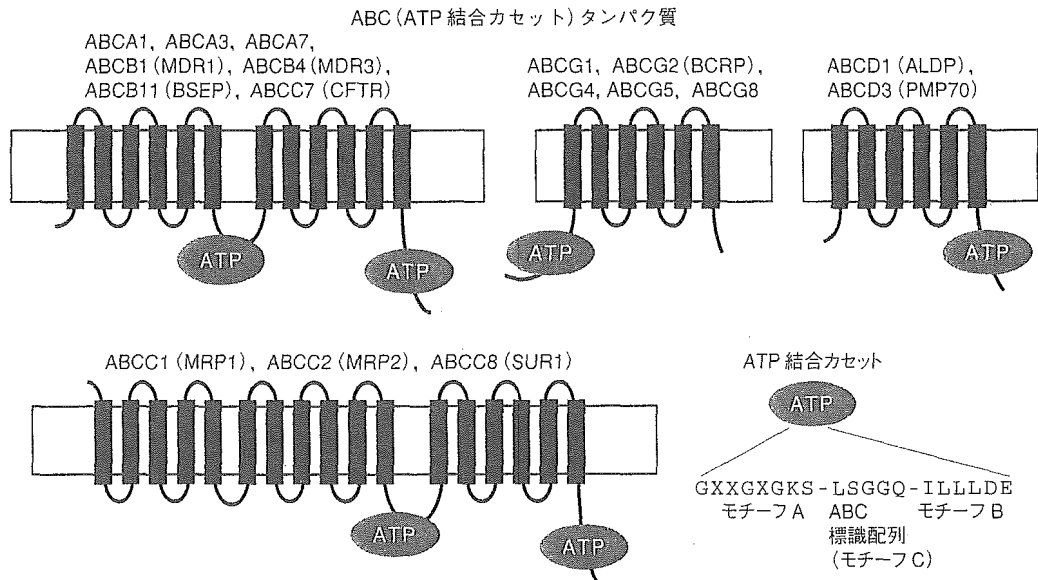 ABC(ATP 結合カセット)タンパク質
ABCA1, ABCA3, ABCA7,
ABCB1(MDR1), ABCB4(MDR3),
ABCB11(BSEP), ABCC7(CFTR)
ABCG1, ABCG2(BCRP),
ABCG4, ABCG5, ABCG8
ABCD1(ALDP),
ABCD3(PMP70)
ATP
ATP
ATP
ATP
ABCC1(MRP1), ABCC2(MRP2), ABCC8(SUR1)
ATP
ATP
ATP 結合カセット
ATP
GXXGXGKS-LSGGQ-ILLLDE
モチーフA ABC モチーフB
標識配列
(モチーフC)